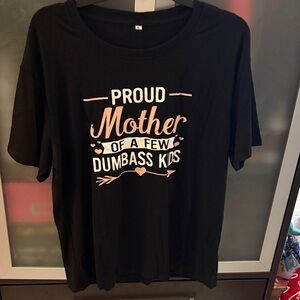 PROUD
Mother
OF A FEW
DUMBASS KIDS